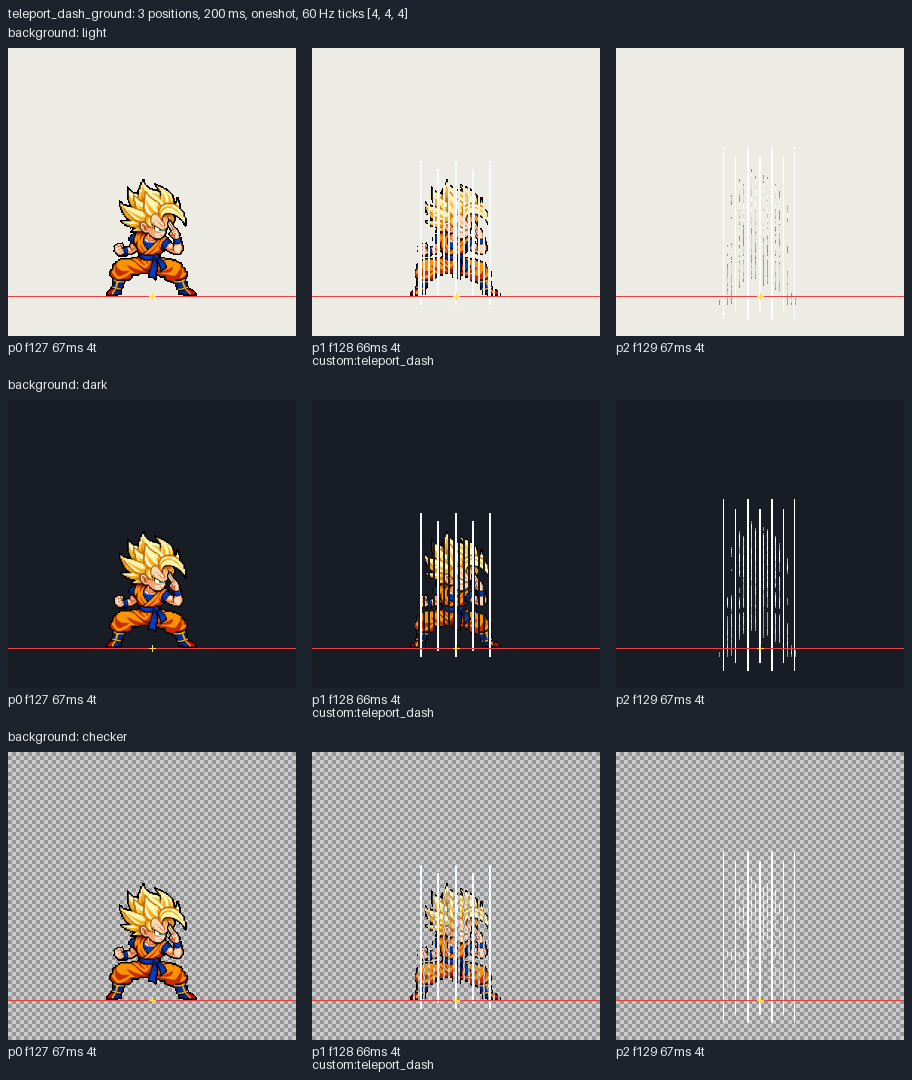 teleport_dash_ground: 3 positions, 200 ms, oneshot, 60 Hz ticks [4, 4, 4]
background: light
p0 f127 67ms 4t
p1 f128 66ms 4t
p2 f129 67ms 4t
custom:teleport_dash
background: dark
p0 f127 67ms 4t
p1 f128 66ms 4t
p2 f129 67ms 4t
custom:teleport_dash
background: checker
p0 f127 67ms 4t
p1 f128 66ms 4t
p2 f129 67ms 4t
custom:teleport_dash